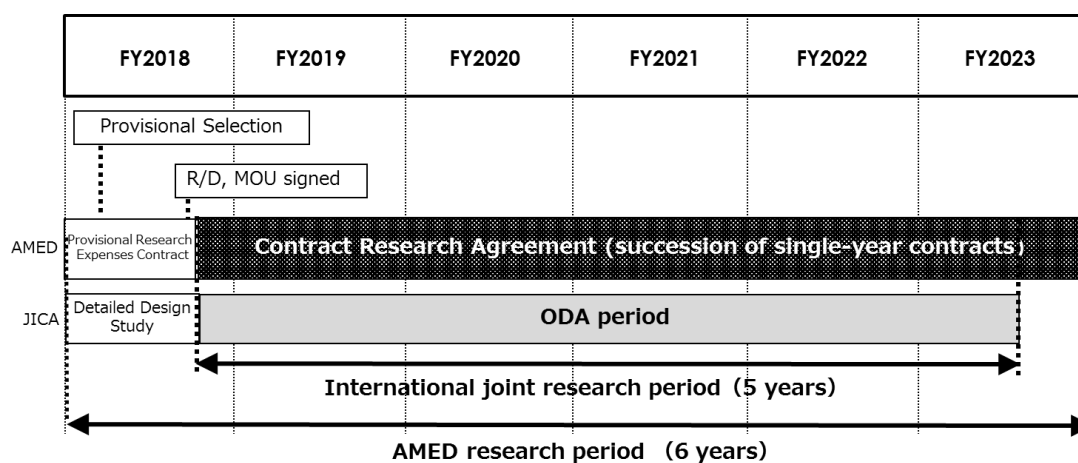 FY2018 FY2019 FY2020 FY2021 FY2022 FY2023
Provisional Selection
R/D, MOU signed
AMED
Provisional Research
Expenses Contract
Contract Research Agreement (succession of single-year contracts)
JICA
Detailed Design
Study
ODA period
International joint research period（5 years）
AMED research period （6 years）